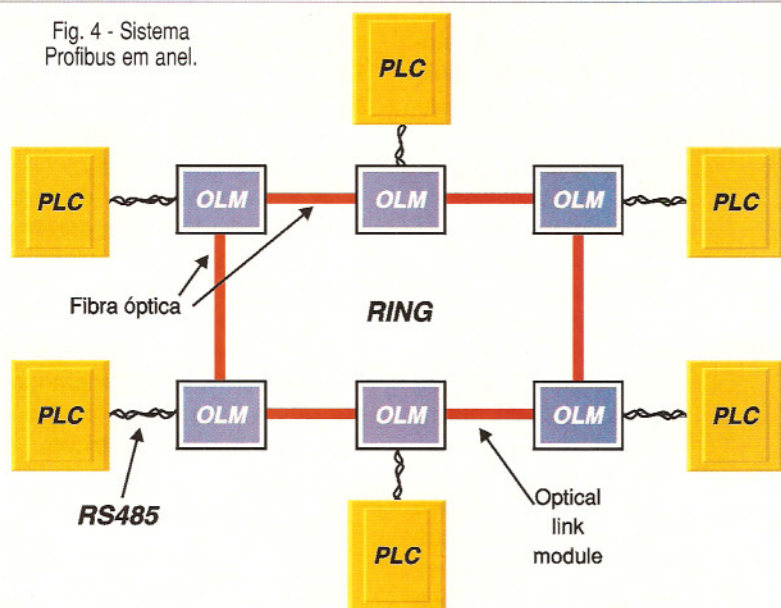 Fig. 4 - Sistema
Profibus em anel.
PLC
PLC
OLM
OLM
OLM
PLC
Fibra óptica
RING
PLC
OLM
OLM
OLM
PLC
RS485
PLC
Optical
link
module